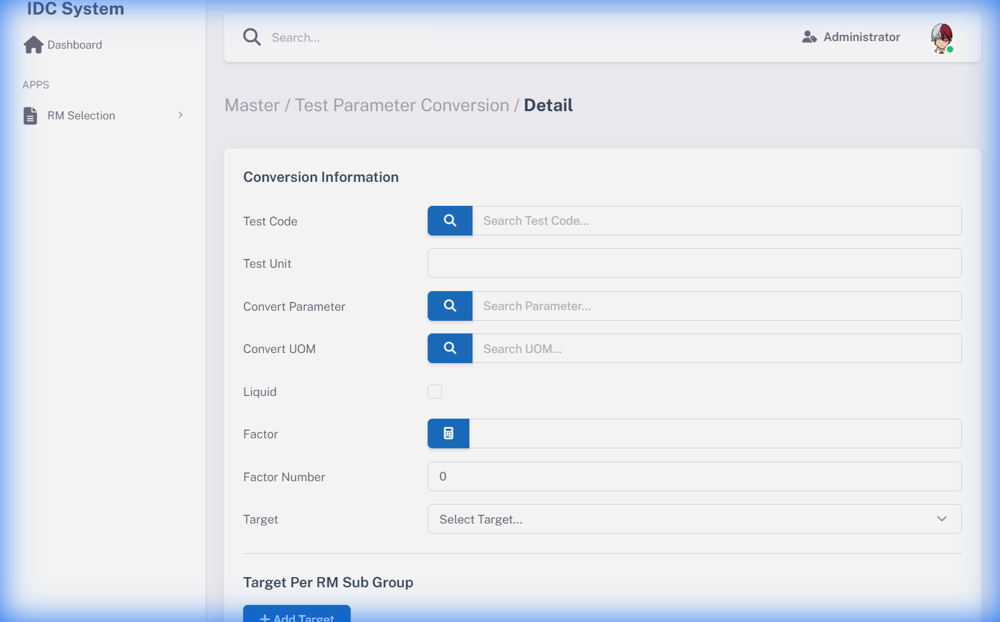 IDC System
Dashboard
APPS
RM Selection
Search...
Administrator
Master / Test Parameter Conversion / Detail
Conversion Information
Test Code
Search Test Code...
Test Unit
Convert Parameter
Search Parameter...
Convert UOM
Search UOM...
Liquid
Factor
Factor Number
0
Target
Select Target...
Target Per RM Sub Group
+ Add Target